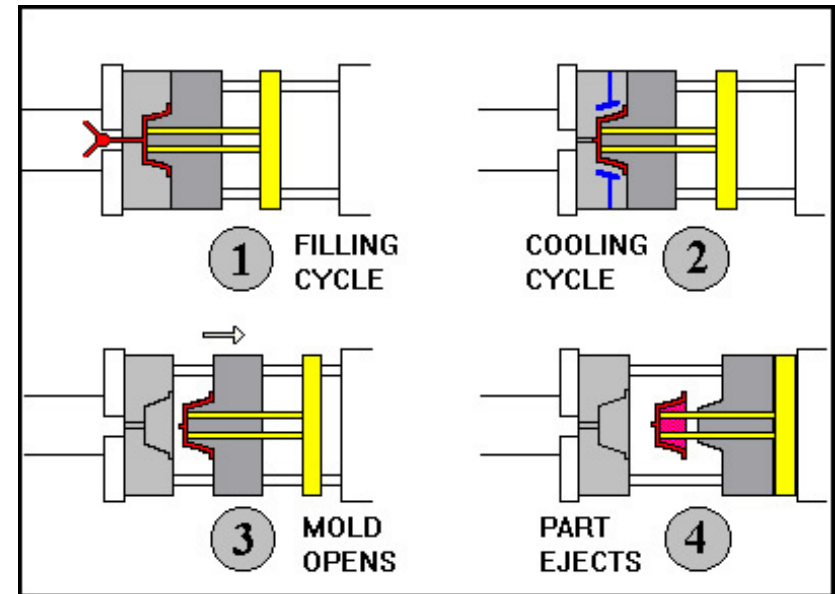 1
FILLING
CYCLE
COOLING
CYCLE
2
3
MOLD
OPENS
PART
EJECTS
4